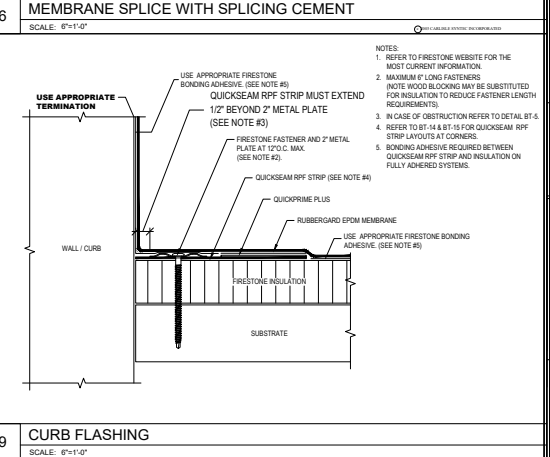 6
MEMBRANE SPLICE WITH SPLICING CEMENT
SCALE: 6"=1'-0"
CARLISLE SYNTEC INCORPORATED
NOTES:
1. REFER TO FIRESTONE WEBSITE FOR THE
MOST CURRENT INFORMATION.
2. MAXIMUM 6" LONG FASTENERS
(NOTE WOOD BLOCKING MAY BE SUBSTITUTED
FOR INSULATION TO REDUCE FASTENER LENGTH
REQUIREMENTS).
3. IN CASE OF OBSTRUCTION REFER TO DETAIL BT-5.
4. REFER TO BT-14 & BT-15 FOR QUICKSEAM RPF
STRIP LAYOUTS AT CORNERS.
5. BONDING ADHESIVE REQUIRED BETWEEN
QUICKSEAM RPF STRIP AND INSULATION ON
FULLY ADHERED SYSTEMS.
USE APPROPRIATE FIRESTONE
BONDING ADHESIVE. (SEE NOTE #5)
USE APPROPRIATE
TERMINATION
QUICKSEAM RPF STRIP MUST EXTEND
1/2" BEYOND 2" METAL PLATE
(SEE NOTE #3)
FIRESTONE FASTENER AND 2" METAL
PLATE AT 12"O.C. MAX.
(SEE NOTE #2).
QUICKSEAM RPF STRIP (SEE NOTE #4)
QUICKPRIME PLUS
RUBBERGARD EPDM MEMBRANE
USE APPROPRIATE FIRESTONE BONDING
ADHESIVE. (SEE NOTE #5)
WALL / CURB
FIRESTONE INSULATION
SUBSTRATE
9
CURB FLASHING
SCALE: 6"=1'-0"